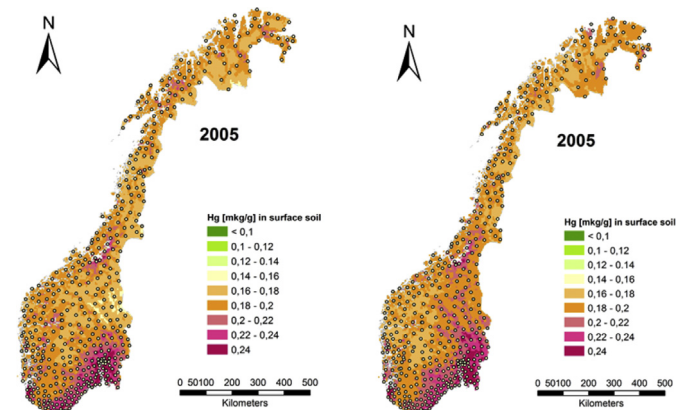 N
2005
Hg [mkg/g] in surface soil
< 0,1
0,1 - 0,12
0,12 - 0.14
0,14 - 0,16
0,16 - 0,18
0,18 - 0,2
0,2 - 0,22
0,22 - 0,24
0,24
0 50100 200 300 400 500
Kilometers
N
2005
Hg [mkg/g] in surface soil
< 0,1
0,1 - 0,12
0,12 - 0.14
0,14 - 0,16
0,16 - 0,18
0,18 - 0,2
0,2 - 0,22
0,22 - 0,24
0,24
0 50100 200 300 400 500
Kilometers